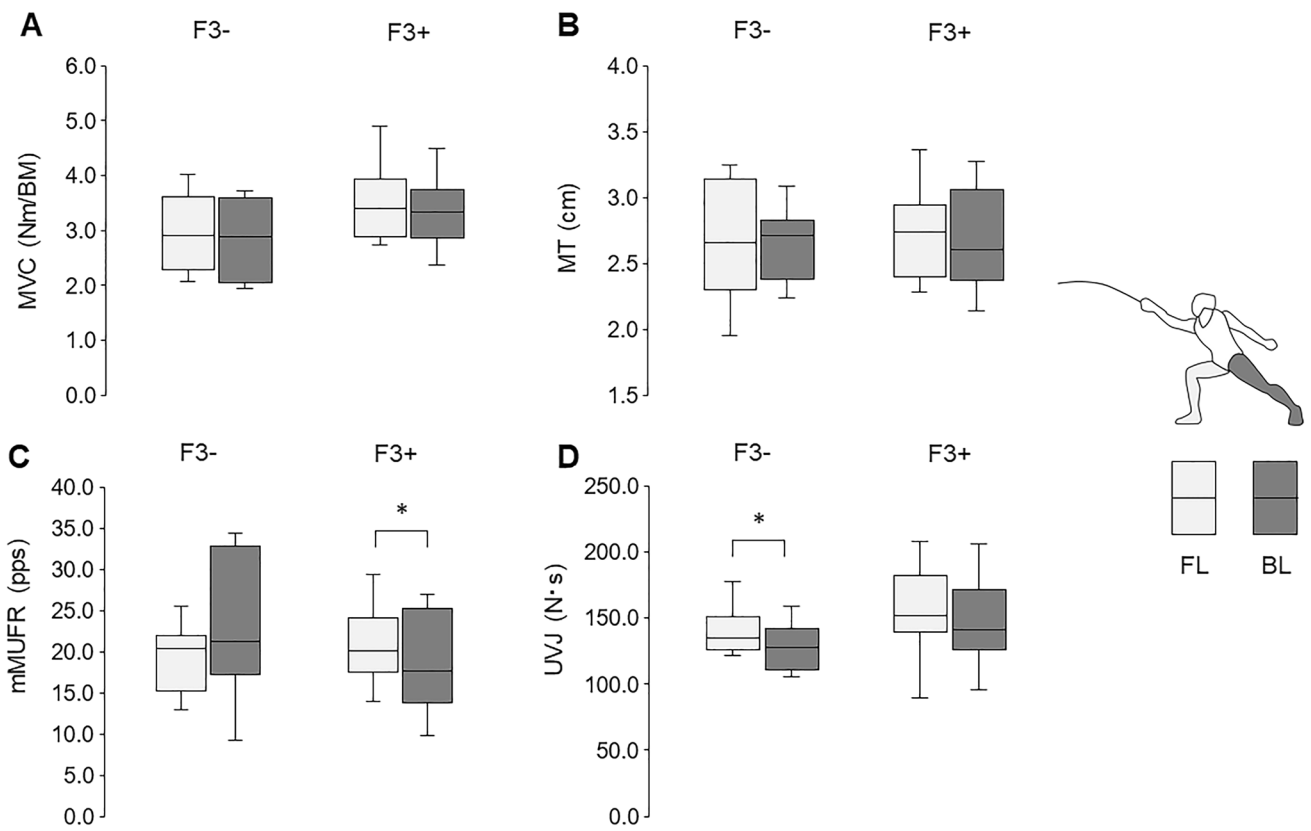 A
F3-
F3+
MVC (Nm/BM)
6.0
5.0
4.0
3.0
2.0
1.0
0.0
B
F3-
F3+
MT (cm)
4.0
3.5
3.0
2.5
2.0
1.5
C
F3-
F3+
mMUFR (pps)
40.0
35.0
30.0
25.0
20.0
15.0
10.0
5.0
0.0
*
D
F3-
F3+
UVJ (N·s)
250.0
200.0
150.0
100.0
50.0
0.0
*
FL
BL